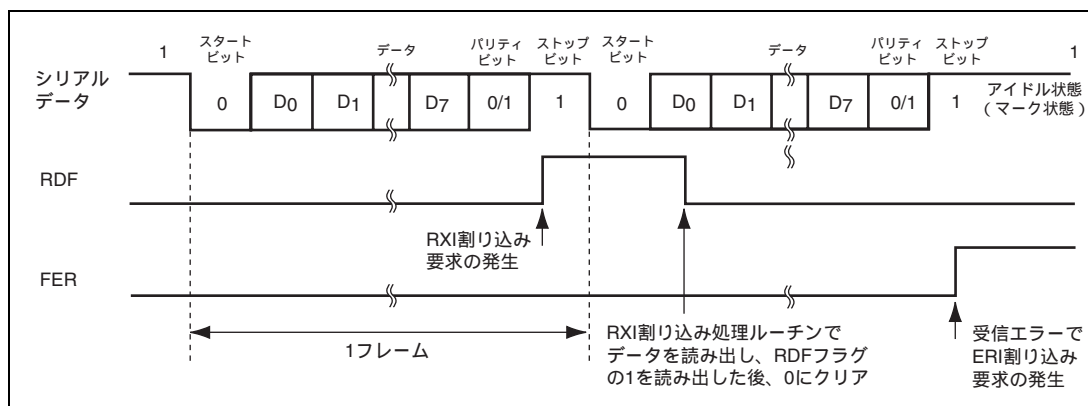 1 スタート
ビット データ パリティ
ビット ストップ
ビット スタート
ビット データ パリティ
ビット ストップ
ビット 1
シリアル
データ
0 D0 D1 D7 0/1 1 0 D0 D1 D7 0/1 1 アイドル状態
(マーク状態)
RDF
RXI割り込み
要求の発生
FER
1フレーム
RXI割り込み処理ルーチンで
データを読み出し、RDFフラグ
の1を読み出した後、0にクリア
受信エラーで
ERI割り込み
要求の発生